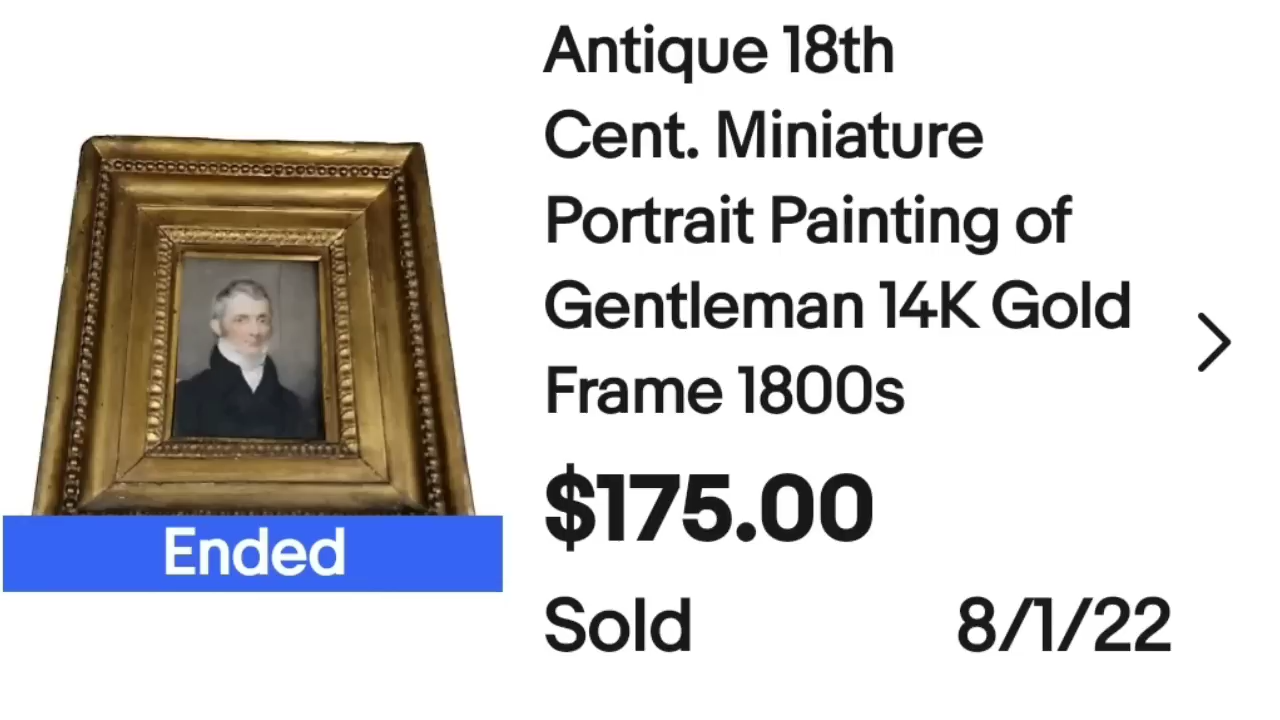 Antique 18th
Cent. Miniature
Portrait Painting of
Gentleman 14K Gold
Frame 1800s
$175.00
Ended
Sold 8/1/22